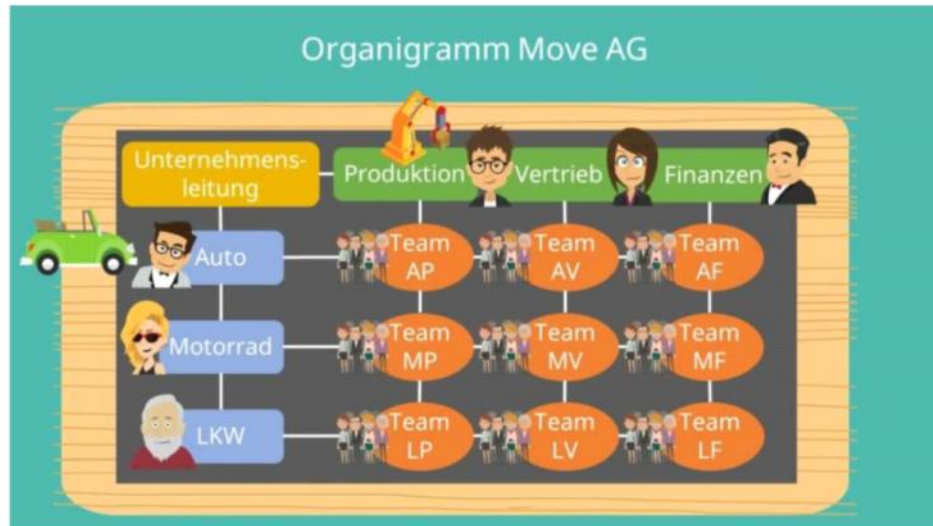 Organigramm Move AG
Unternehmens-
leitung
Produktion
Vertrieb
Finanzen
Auto
Team
AP
Team
AV
Team
AF
Motorrad
Team
MP
Team
MV
Team
MF
LKW
Team
LP
Team
LV
Team
LF